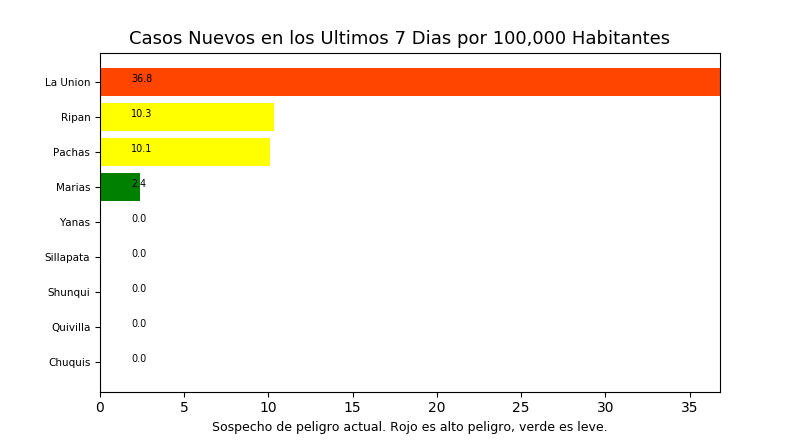 Casos Nuevos en los Ultimos 7 Dias por 100,000 Habitantes
La Union 36.8
Ripan 10.3
Pachas 10.1
Marias 2.4
Yanas 0.0
Sillapata 0.0
Shunqui 0.0
Quivilla 0.0
Chuquis 0.0
0 5 10 15 20 25 30 35
Sospecho de peligro actual. Rojo es alto peligro, verde es leve.